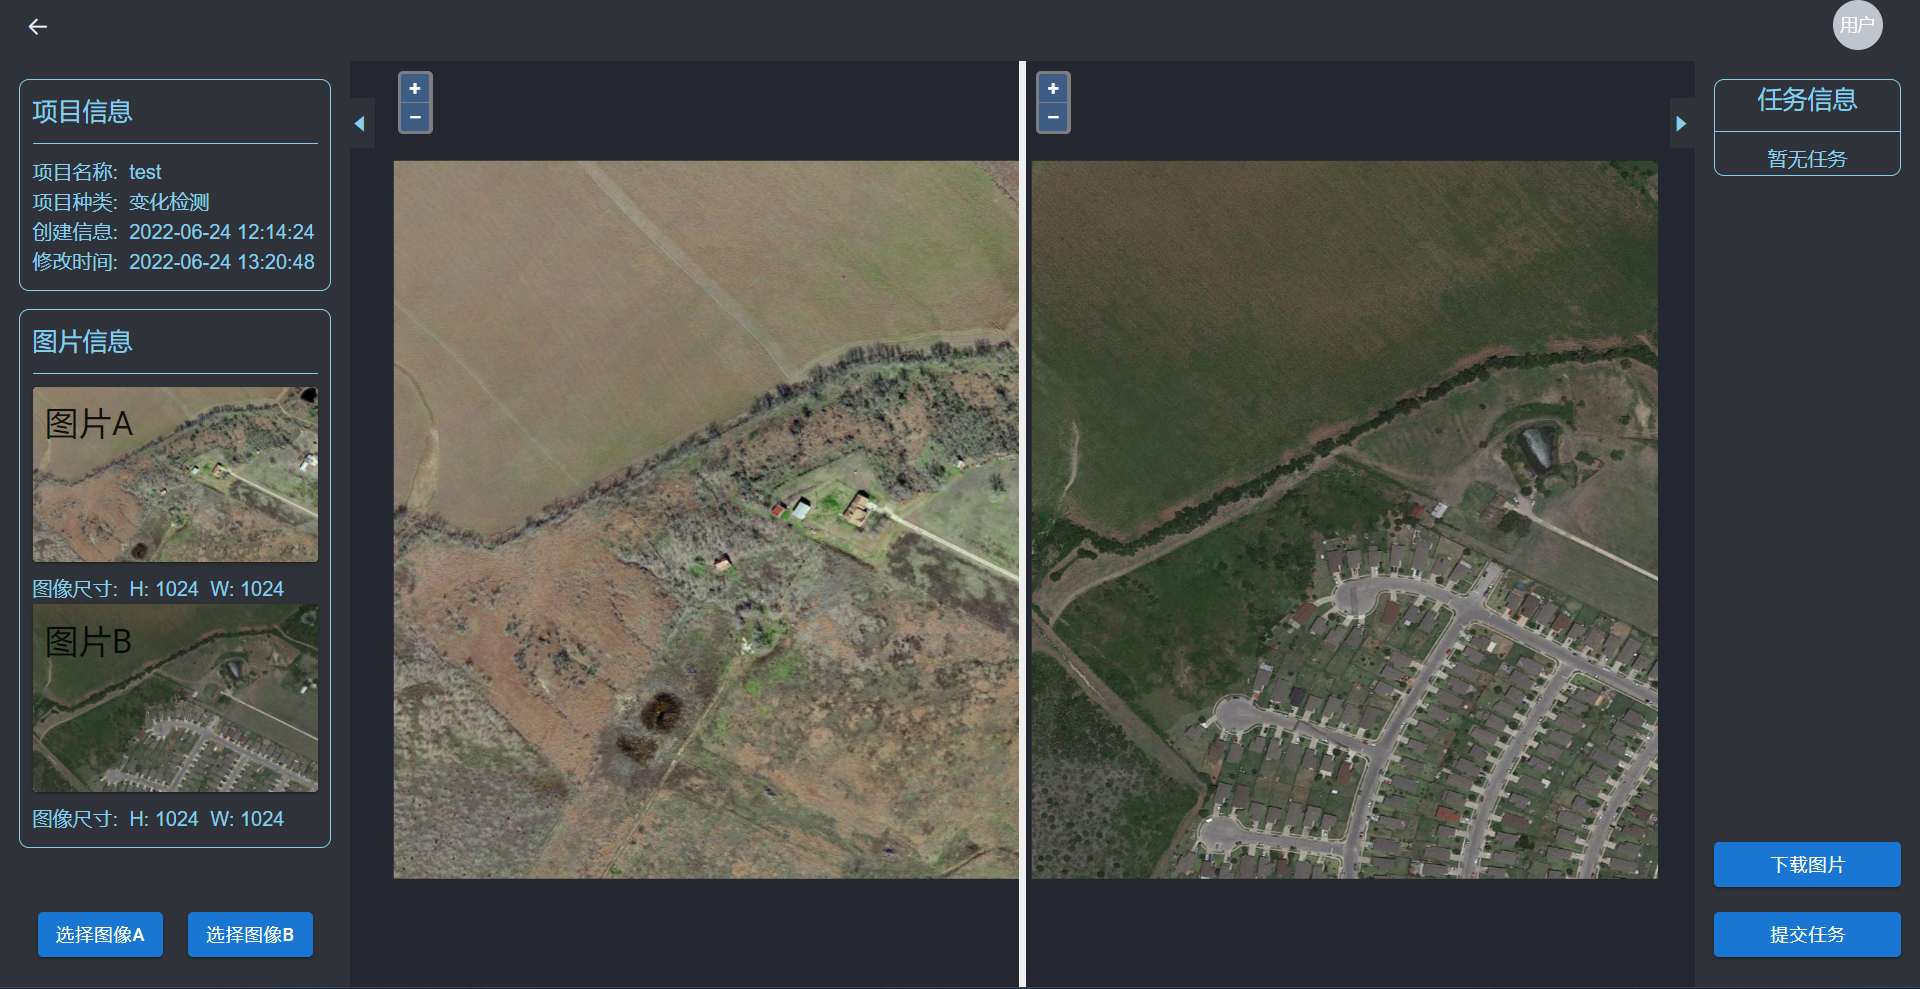 用户
项目信息
项目名称: test
项目种类: 变化检测
创建信息: 2022-06-24 12:14:24
修改时间: 2022-06-24 13:20:48
图片信息
图片A
图像尺寸: H: 1024 W: 1024
图片B
图像尺寸: H: 1024 W: 1024
选择图像A
选择图像B
+
−
+
−
任务信息
暂无任务
下载图片
提交任务